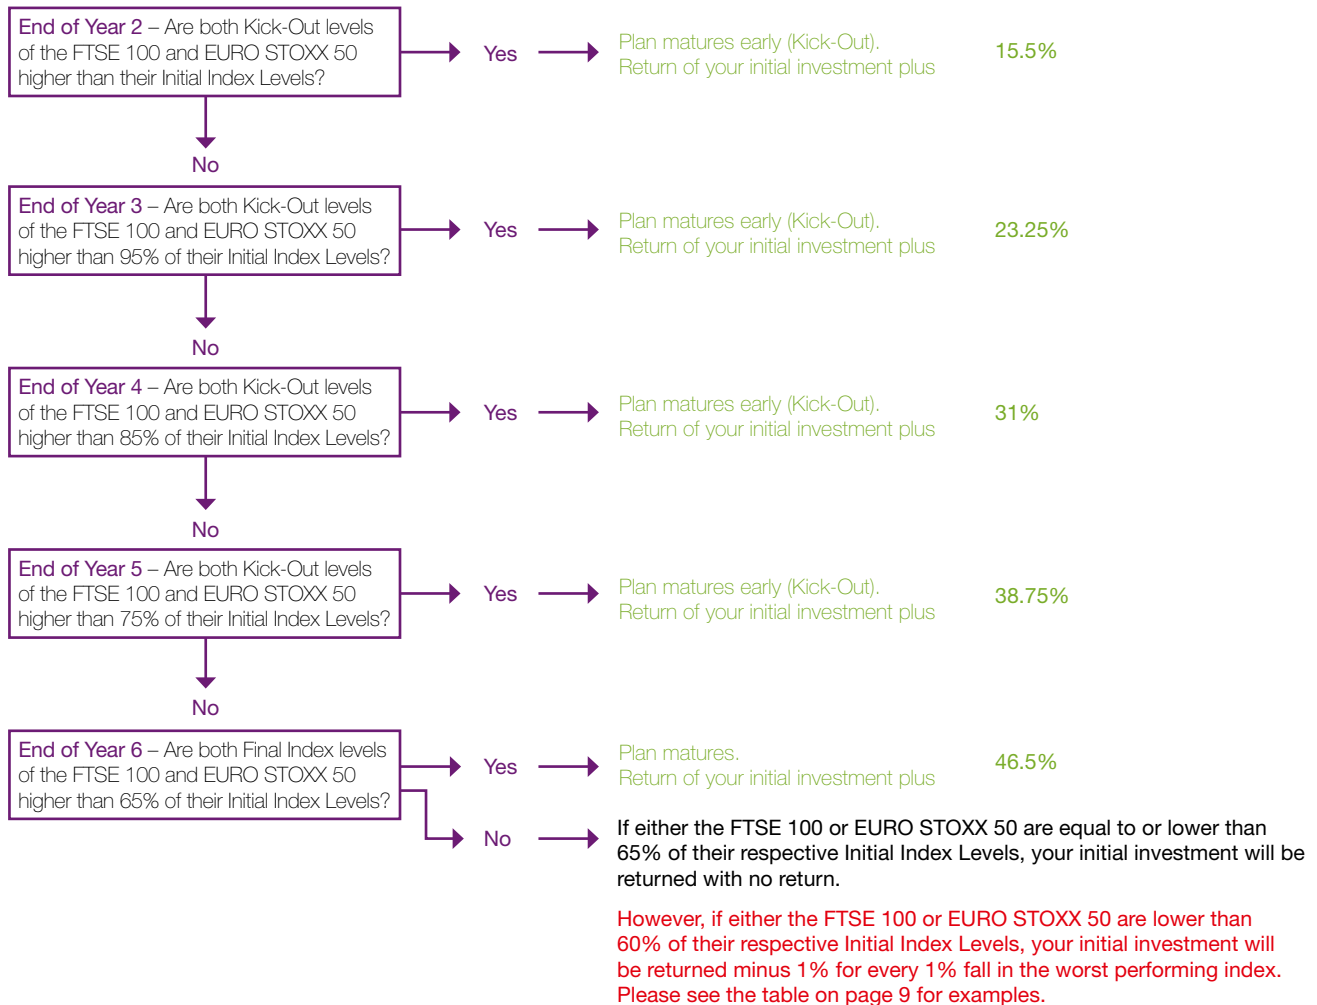 End of Year 2 – Are both Kick-Out levels
of the FTSE 100 and EURO STOXX 50
higher than their Initial Index Levels?
Yes
Plan matures early (Kick-Out).
Return of your initial investment plus
15.5%
No
End of Year 3 – Are both Kick-Out levels
of the FTSE 100 and EURO STOXX 50
higher than 95% of their Initial Index Levels?
Yes
Plan matures early (Kick-Out).
Return of your initial investment plus
23.25%
No
End of Year 4 – Are both Kick-Out levels
of the FTSE 100 and EURO STOXX 50
higher than 85% of their Initial Index Levels?
Yes
Plan matures early (Kick-Out).
Return of your initial investment plus
31%
No
End of Year 5 – Are both Kick-Out levels
of the FTSE 100 and EURO STOXX 50
higher than 75% of their Initial Index Levels?
Yes
Plan matures early (Kick-Out).
Return of your initial investment plus
38.75%
No
End of Year 6 – Are both Final Index levels
of the FTSE 100 and EURO STOXX 50
higher than 65% of their Initial Index Levels?
Yes
Plan matures.
Return of your initial investment plus
46.5%
No
If either the FTSE 100 or EURO STOXX 50 are equal to or lower than
65% of their respective Initial Index Levels, your initial investment will be
returned with no return.
However, if either the FTSE 100 or EURO STOXX 50 are lower than
60% of their respective Initial Index Levels, your initial investment will
be returned minus 1% for every 1% fall in the worst performing index.
Please see the table on page 9 for examples.